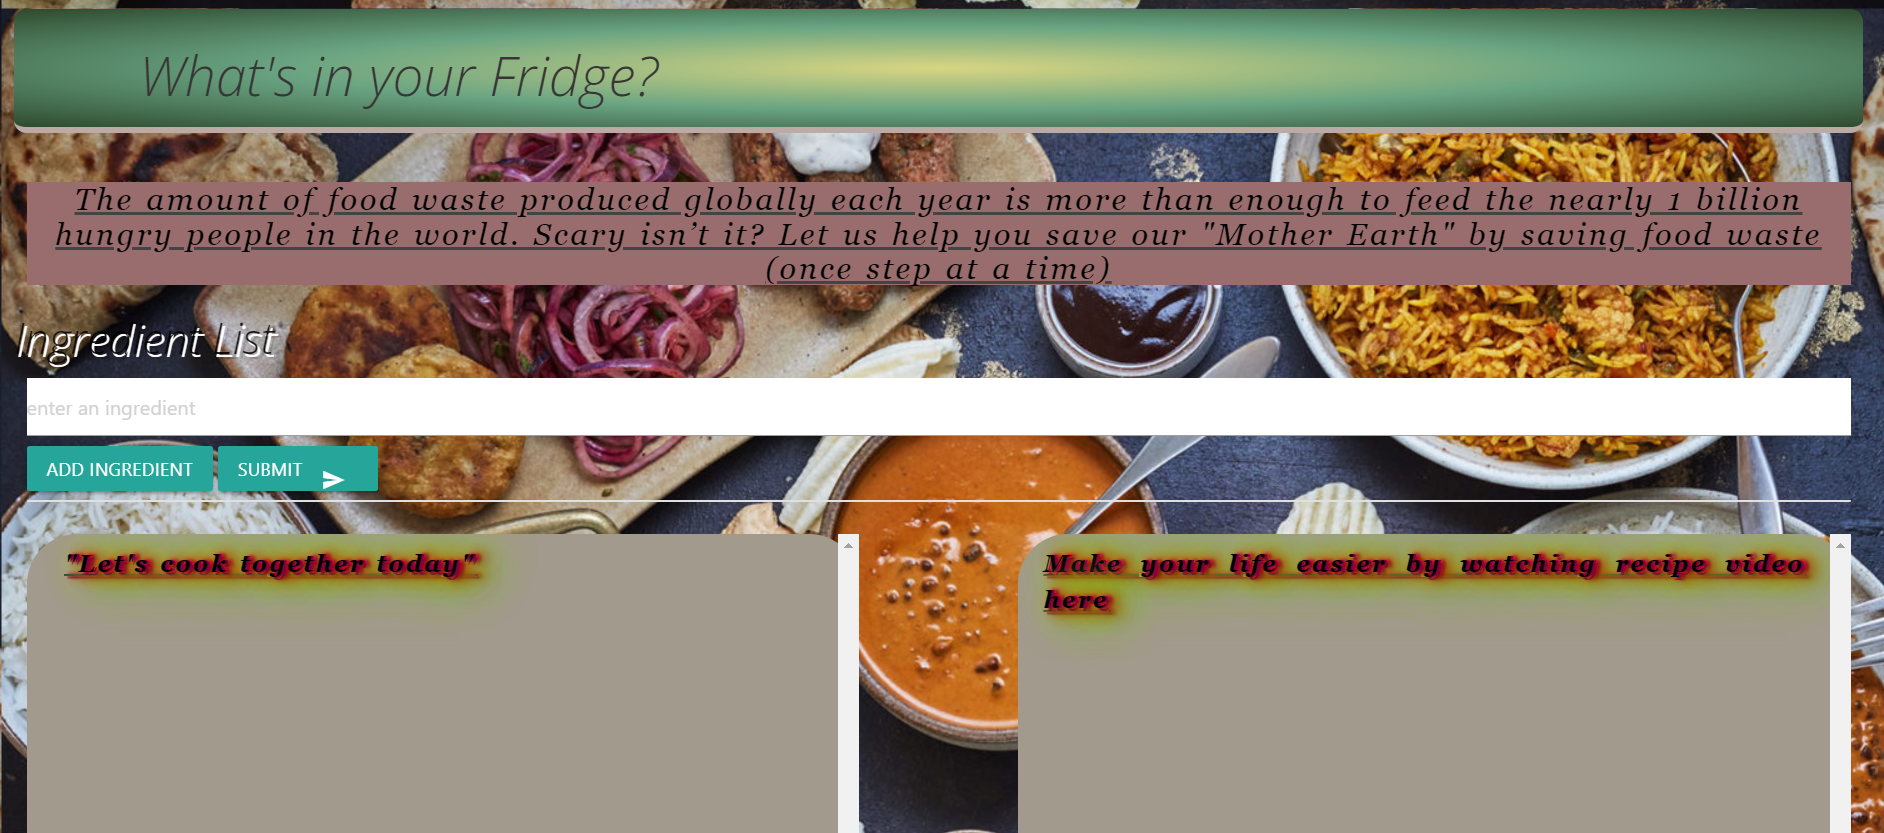 What's in your Fridge?
The amount of food waste produced globally each year is more than enough to feed the nearly 1 billion
hungry people in the world. Scary isn’t it? Let us help you save our "Mother Earth" by saving food waste
(once step at a time)
Ingredient List
enter an ingredient
ADD INGREDIENT SUBMIT
"Let's cook together today"
Make your life easier by watching recipe video
here